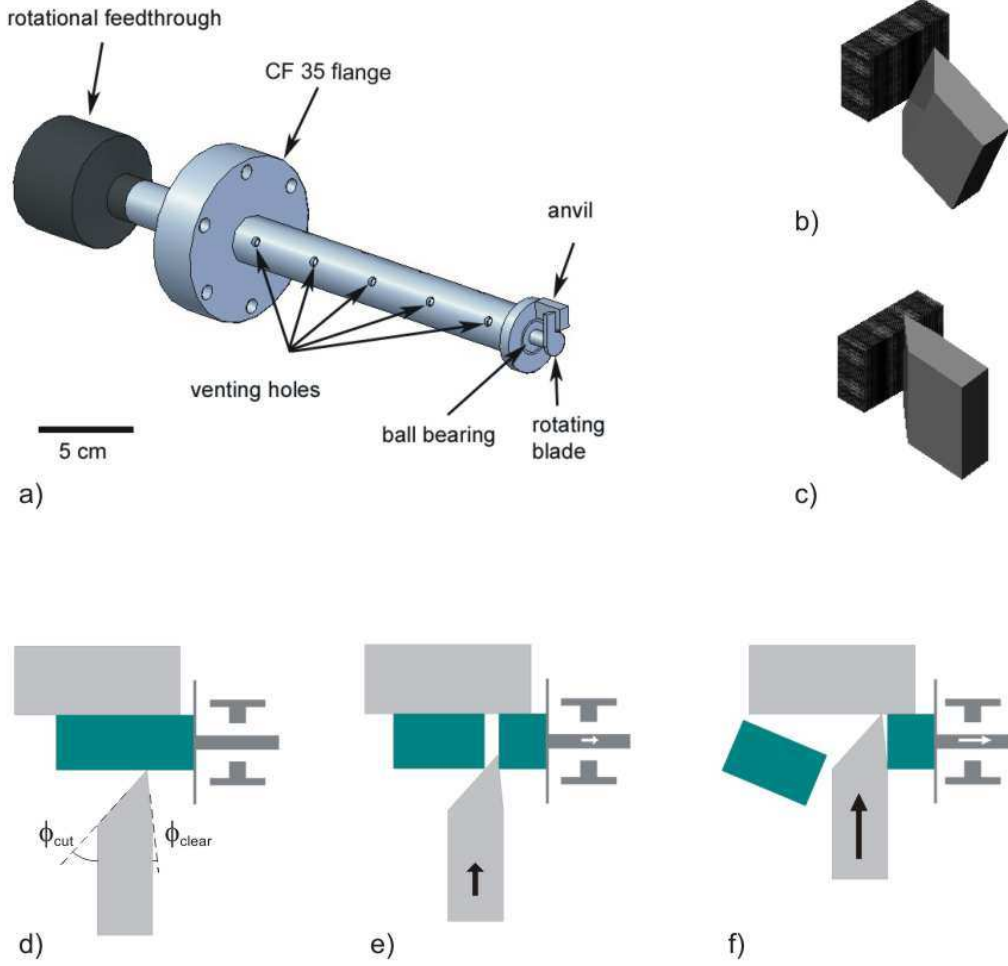 rotational feedthrough
CF 35 flange
anvil
venting holes
ball bearing
rotating
blade
5 cm
a)
b)
c)
ϕcut
ϕclear
d)
e)
f)